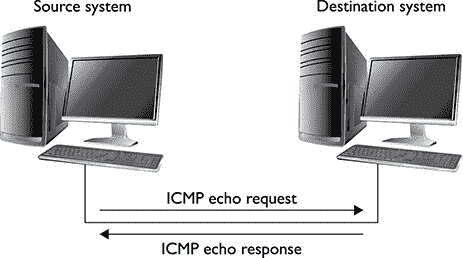 Source system
Destination system
ICMP echo request
ICMP echo response